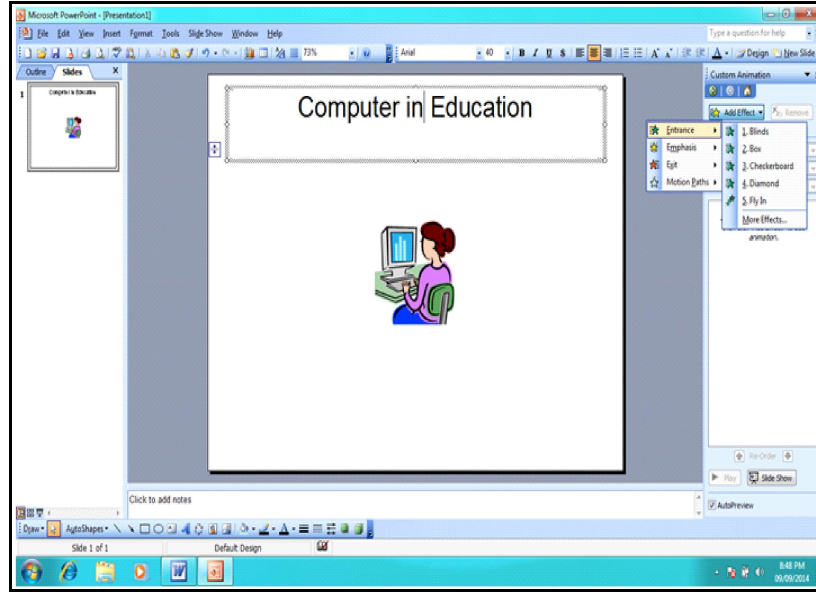 Microsoft PowerPoint - [Presentation1]
File Edit View Insert Format Tools Slide Show Window Help
Type a question for help
73%
Arial
40
B I U S
Design
New Slide
Outline
Slides
X
Custom Animation
1
Computer in Education
Computer in Education
Add Effect
Remove
Entrance
Emphasis
Exit
Motion Paths
1. Blinds
2. Box
3. Checkerboard
4. Diamond
5. Fly In
More Effects...
animation.
Re-Order
Play
Slide Show
AutoPreview
Click to add notes
Draw
AutoShapes
Slide 1 of 1
Default Design
8:48 PM
09/09/2014